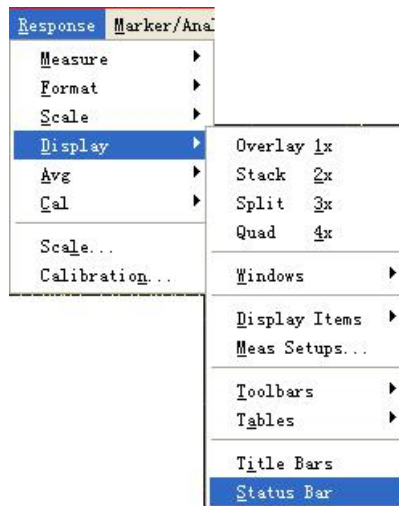 Response Marker/Ana
Measure
Format
Scale
Display
Avg
Cal
Scale...
Calibration...
Overlay 1x
Stack 2x
Split 3x
Quad 4x
Windows
Display Items
Meas Setups...
Toolbars
Tables
Title Bars
Status Bar